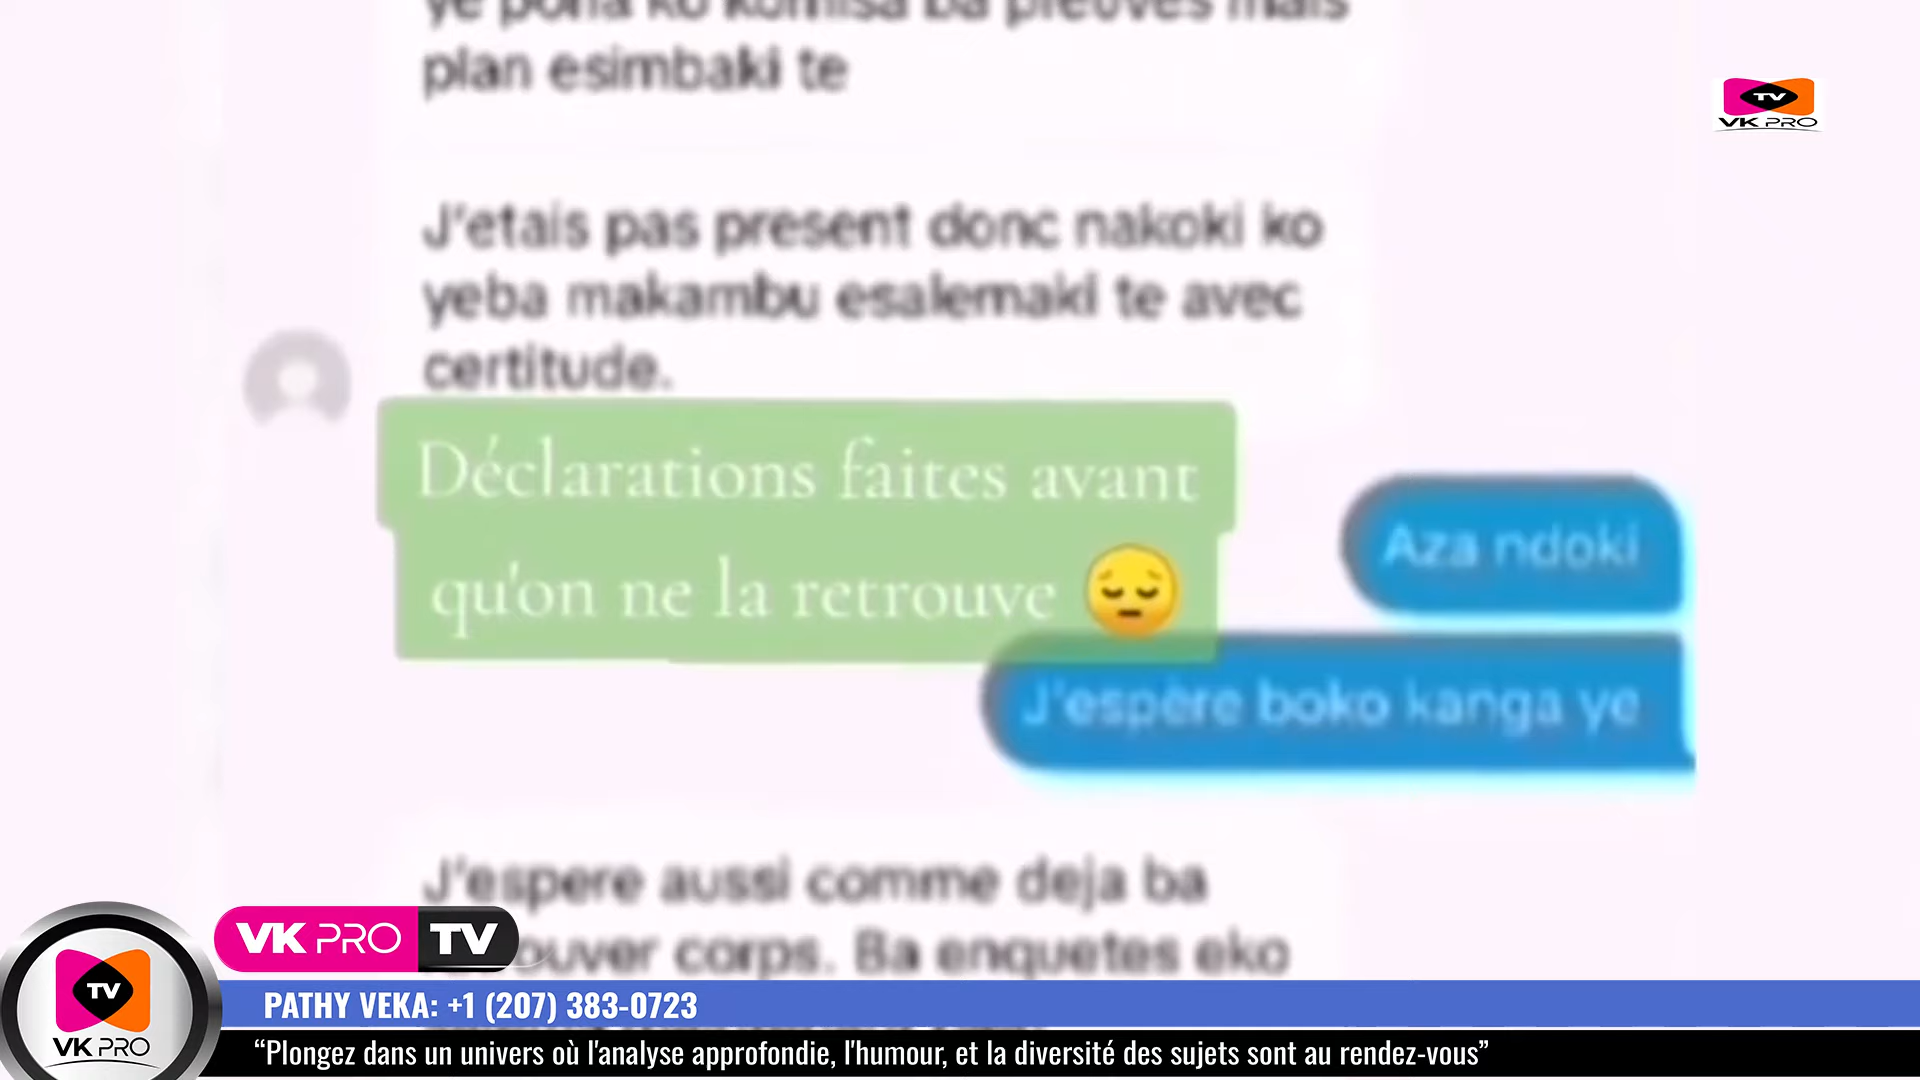 plan esimbaki te
TV
VK PRO
J'etais pas present donc nakoki ko
yeba makambu esalemaki te avec
certitude.
Déclarations faites avant
qu'on ne la retrouve 😔
Aza ndoki
J'espère boko kanga ye
J'espere aussi comme deja ba
corps. Ba enquetes eko
VK PRO TV
TV
VK PRO
PATHY VEKA: +1 (207) 383-0723
“Plongez dans un univers où l'analyse approfondie, l'humour, et la diversité des sujets sont au rendez-vous”